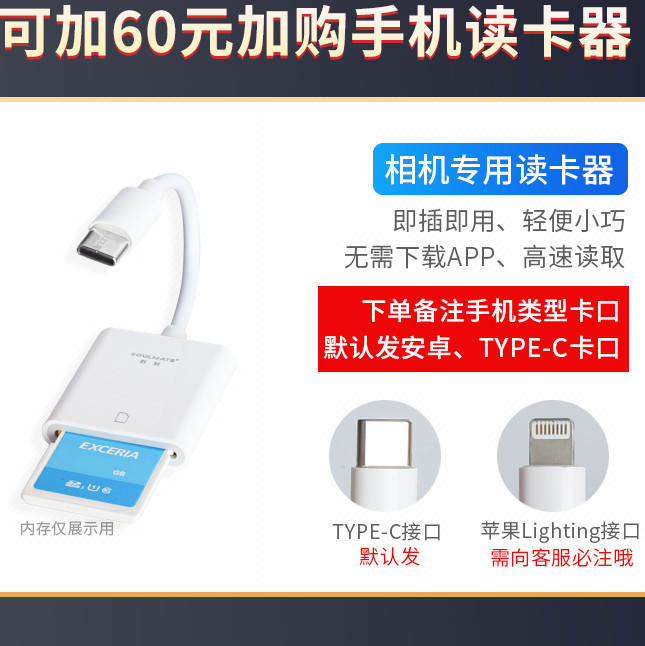 可加60元加购手机读卡器
相机专用读卡器
即插即用、轻便小巧
无需下载APP、高速读取
下单备注手机类型卡口
默认发安卓、TYPE-C卡口
SOULMATE
EXCERIA
GB
内存仅展示用
TYPE-C接口
默认发
苹果Lighting接口
需向客服必注哦